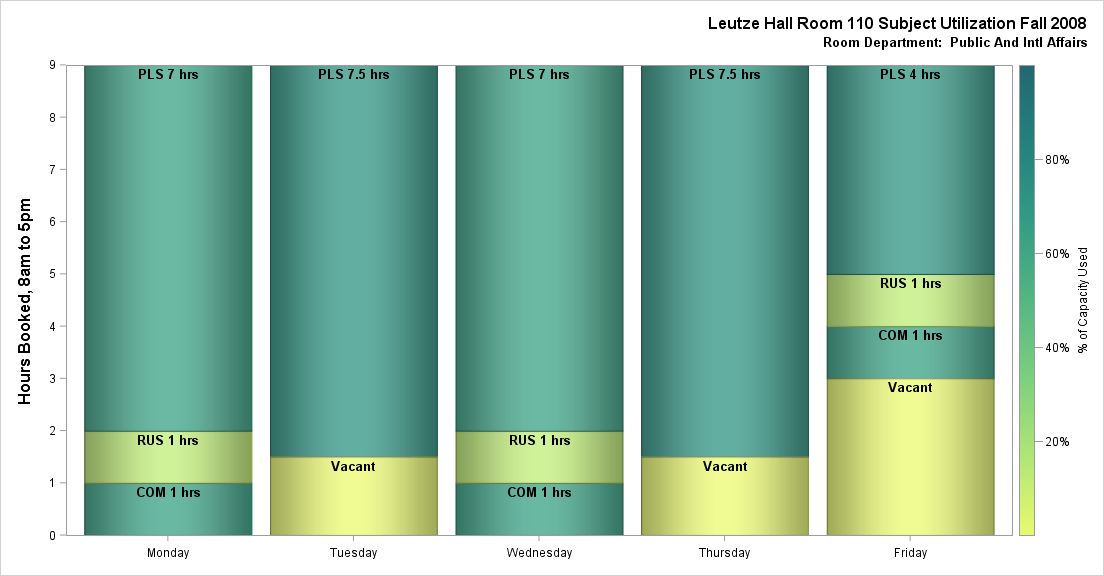 Leutze Hall Room 110 Subject Utilization Fall 2008
Room Department:  Public And Intl Affairs
Hours Booked, 8am to 5pm
9
8
7
6
5
4
3
2
1
0
PLS 7 hrs
RUS 1 hrs
COM 1 hrs
PLS 7.5 hrs
Vacant
PLS 7 hrs
RUS 1 hrs
COM 1 hrs
PLS 7.5 hrs
Vacant
PLS 4 hrs
RUS 1 hrs
COM 1 hrs
Vacant
Monday
Tuesday
Wednesday
Thursday
Friday
80%
60%
40%
20%
% of Capacity Used